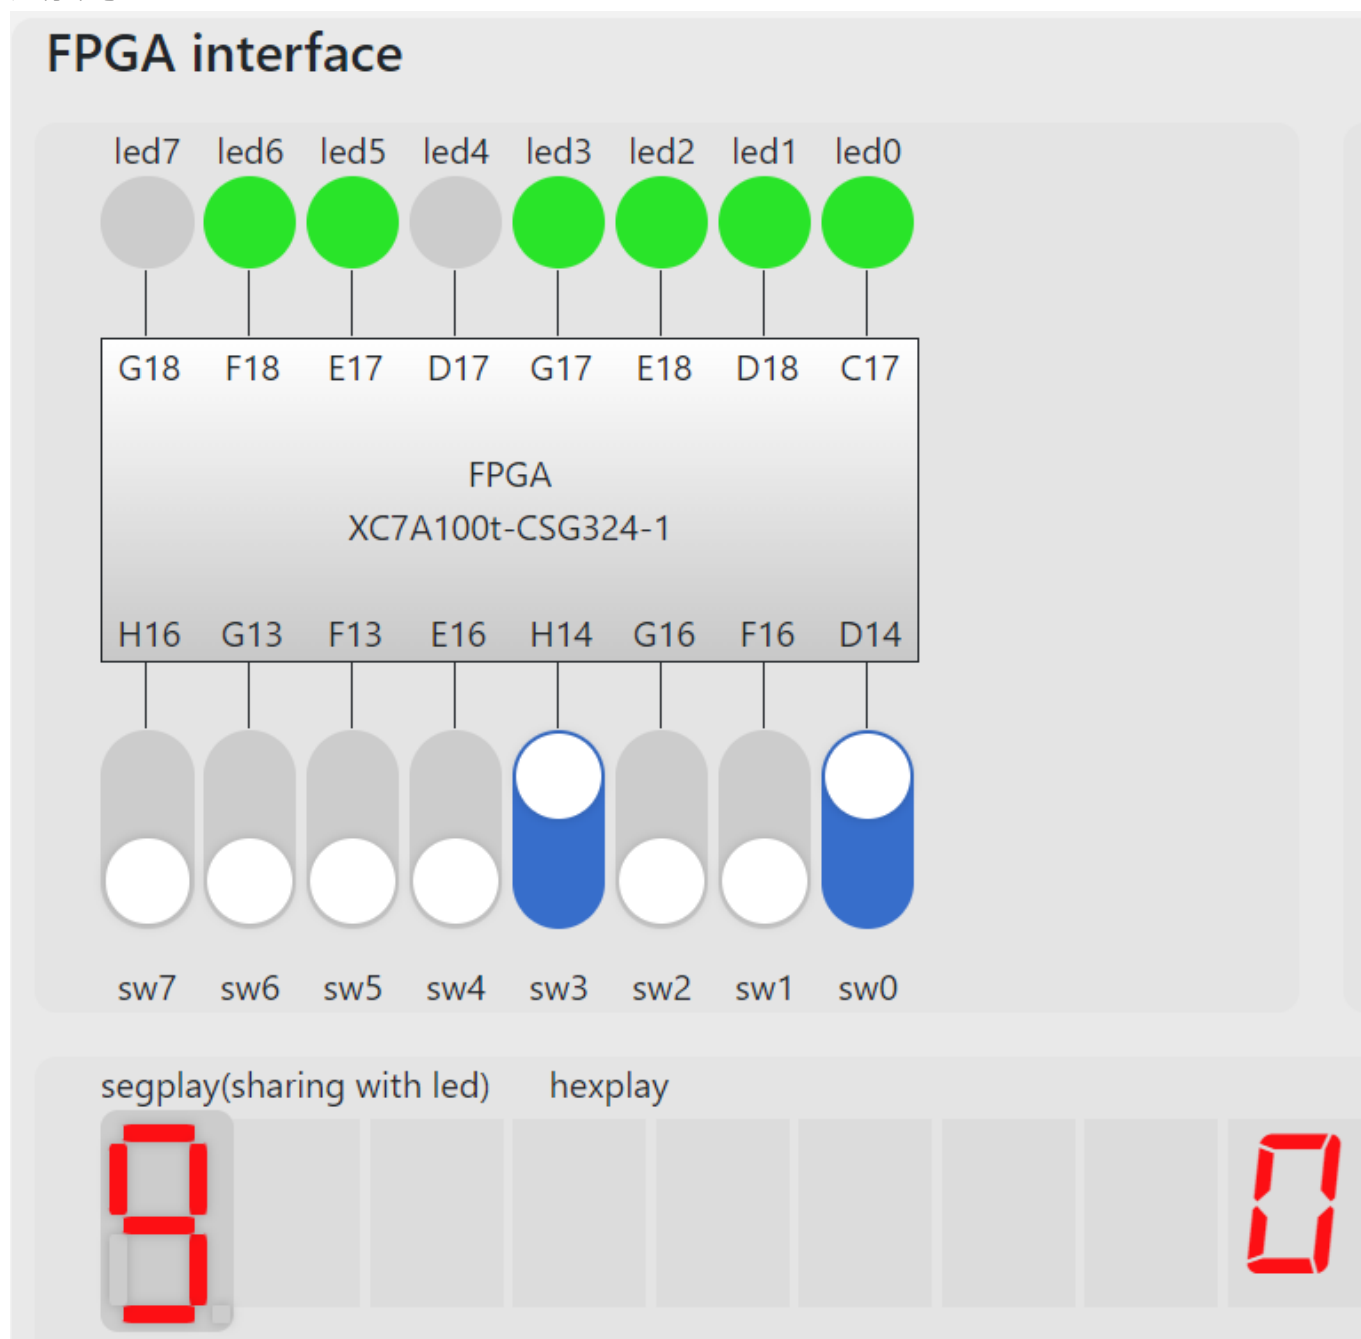 FPGA interface
led7 led6 led5 led4 led3 led2 led1 led0
G18 F18 E17 D17 G17 E18 D18 C17
FPGA
XC7A100t-CSG324-1
H16 G13 F13 E16 H14 G16 F16 D14
sw7 sw6 sw5 sw4 sw3 sw2 sw1 sw0
segplay(sharing with led) hexplay
9 0